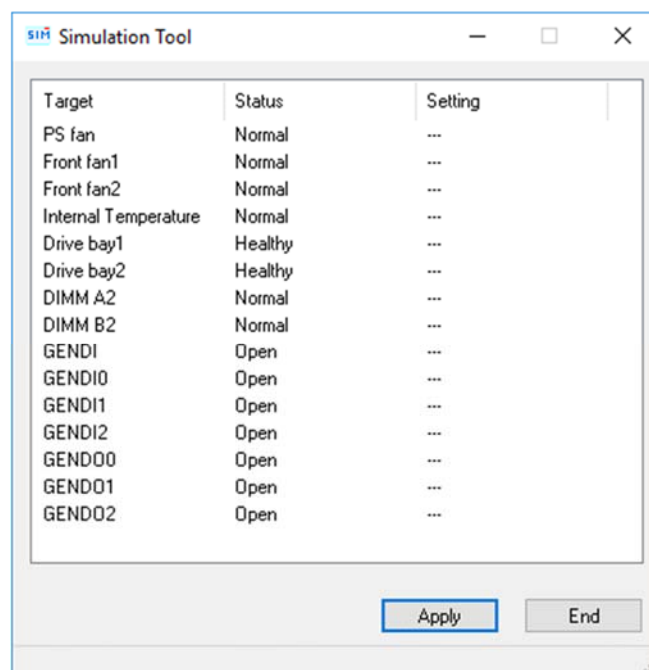 SIM Simulation Tool
Target Status Setting
PS fan Normal ---
Front fan1 Normal ---
Front fan2 Normal ---
Internal Temperature Normal ---
Drive bay1 Healthy ---
Drive bay2 Healthy ---
DIMM A2 Normal ---
DIMM B2 Normal ---
GENDI Open ---
GENDI0 Open ---
GENDI1 Open ---
GENDI2 Open ---
GENDO0 Open ---
GENDO1 Open ---
GENDO2 Open ---
Apply End